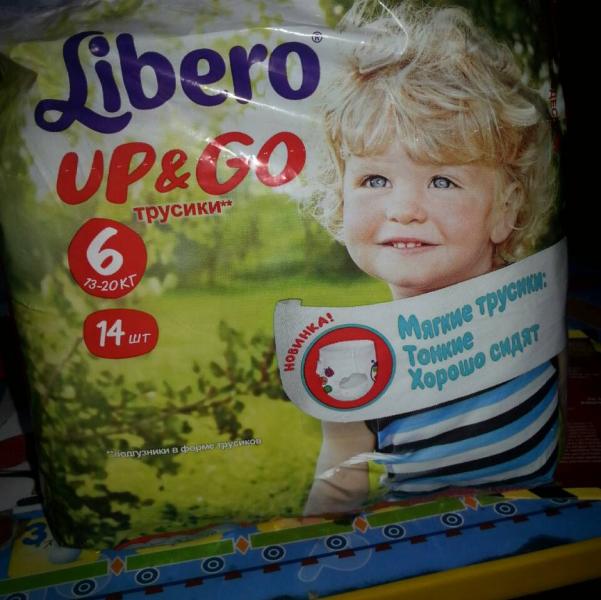 Libero®
UP&GO
трусики**
6
13-20 КГ
14 шт
НОВИНКА!
Мягкие трусики:
Тонкие
Хорошо сидят
**подгузники в форме трусиков